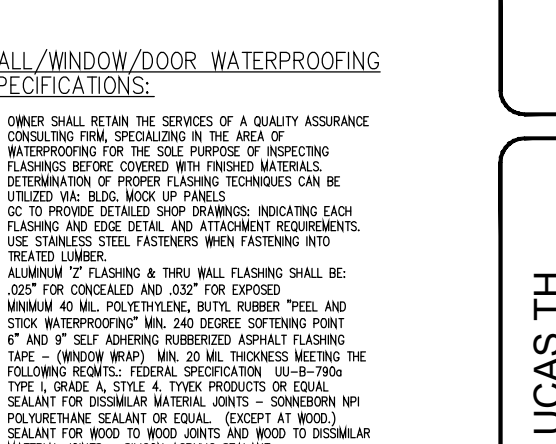 ALL/WINDOW/DOOR WATERPROOFING
PECIFICATIONS:
OWNER SHALL RETAIN THE SERVICES OF A QUALITY ASSURANCE
CONSULTING FIRM, SPECIALIZING IN THE AREA OF
WATERPROOFING FOR THE SOLE PURPOSE OF INSPECTING
FLASHINGS BEFORE COVERED WITH FINISHED MATERIALS.
DETERMINATION OF PROPER FLASHING TECHNIQUES CAN BE
UTILIZED VIA: BLDG. MOCK UP PANELS
GC TO PROVIDE DETAILED SHOP DRAWINGS: INDICATING EACH
FLASHING AND EDGE DETAIL AND ATTACHMENT REQUIREMENTS.
USE STAINLESS STEEL FASTENERS WHEN FASTENING INTO
TREATED LUMBER.
ALUMINUM 'Z' FLASHING & THRU WALL FLASHING SHALL BE:
.025" FOR CONCEALED AND .032" FOR EXPOSED
MINIMUM 40 MIL. POLYETHYLENE, BUTYL RUBBER "PEEL AND
STICK WATERPROOFING" MIN. 240 DEGREE SOFTENING POINT
6" AND 9" SELF ADHERING RUBBERIZED ASPHALT FLASHING
TAPE – (WINDOW WRAP) MIN. 20 MIL THICKNESS MEETING THE
FOLLOWING REQMTS.: FEDERAL SPECIFICATION UU-B-790a
TYPE I, GRADE A, STYLE 4. TYVEK PRODUCTS OR EQUAL
SEALANT FOR DISSIMILAR MATERIAL JOINTS – SONNEBORN NPI
POLYURETHANE SEALANT OR EQUAL. (EXCEPT AT WOOD.)
SEALANT FOR WOOD TO WOOD JOINTS AND WOOD TO DISSIMILAR
UCAS TH